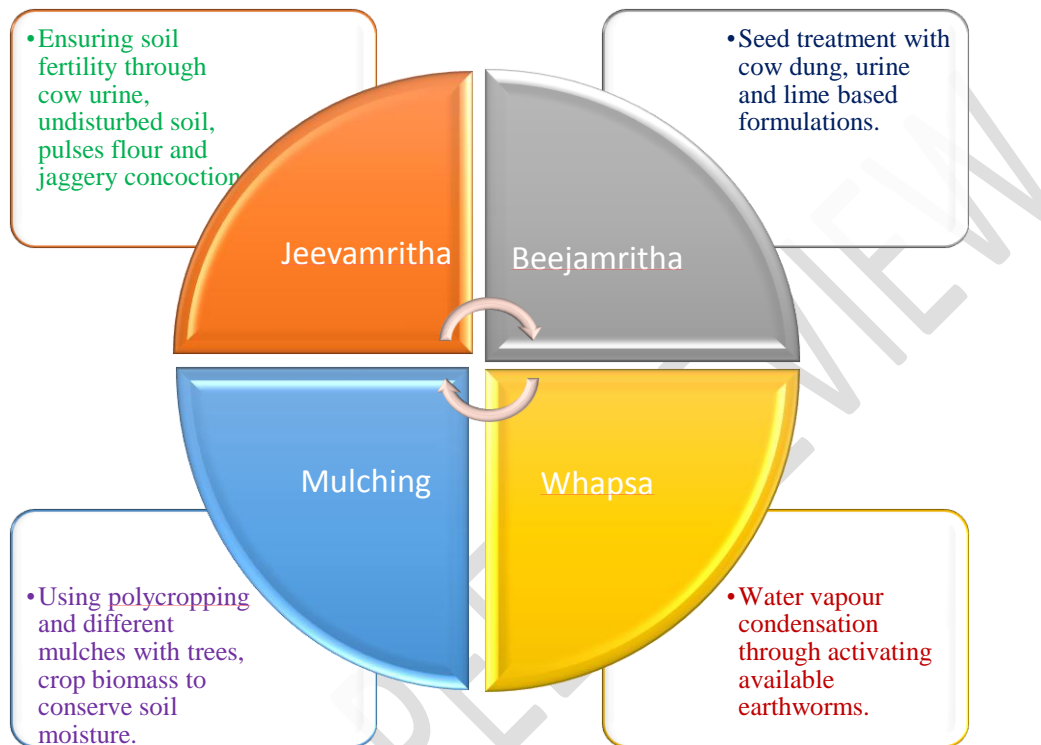 •Ensuring soil
fertility through
cow urine,
undisturbed soil,
pulses flour and
jaggery concoction
•Seed treatment with
cow dung, urine
and lime based
formulations.
Jeevamritha
Beejamritha
Mulching
Whapsa
•Using polycropping
and different
mulches with trees,
crop biomass to
conserve soil
moisture.
•Water vapour
condensation
through activating
available
earthworms.